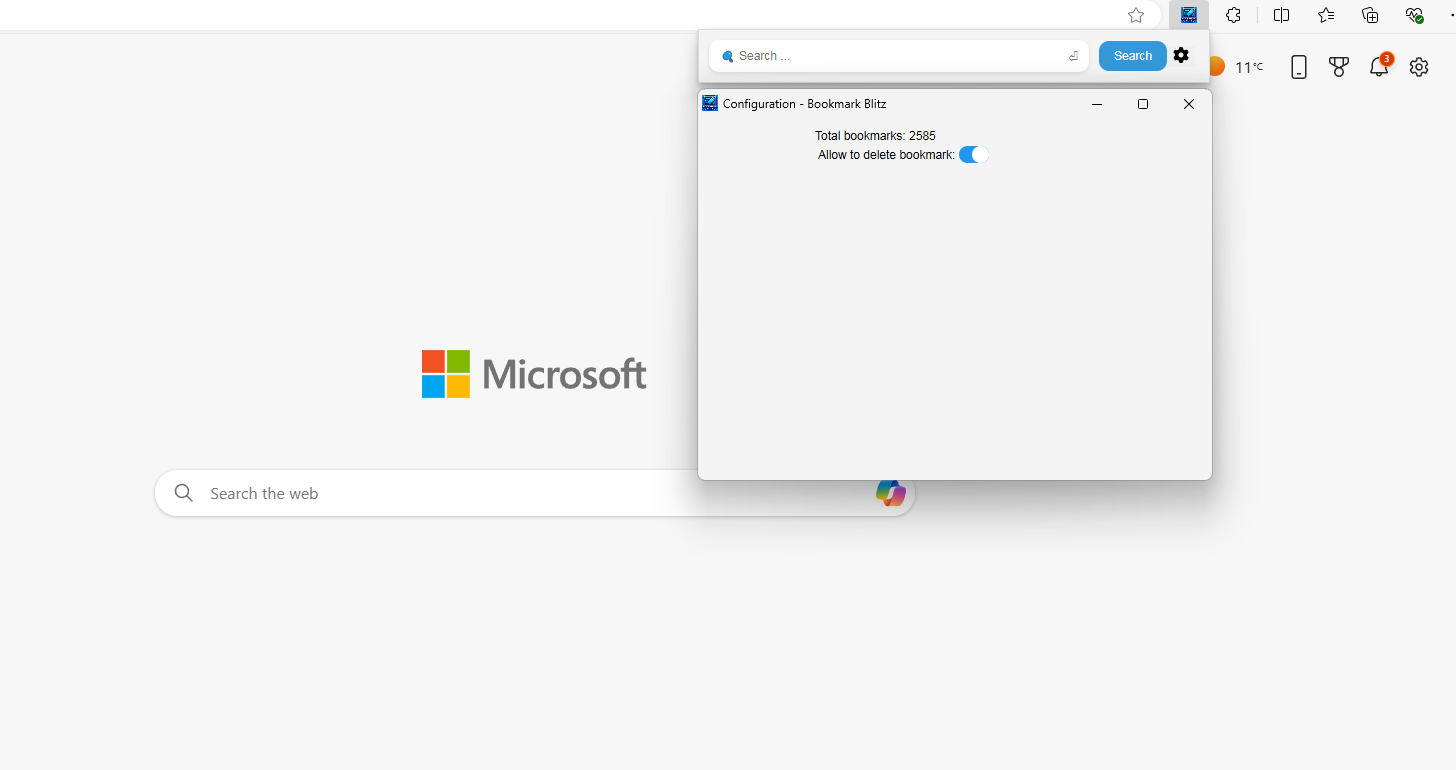 Search ...
Search
11°C
3
Configuration - Bookmark Blitz
Total bookmarks: 2585
Allow to delete bookmark:
Microsoft
Search the web